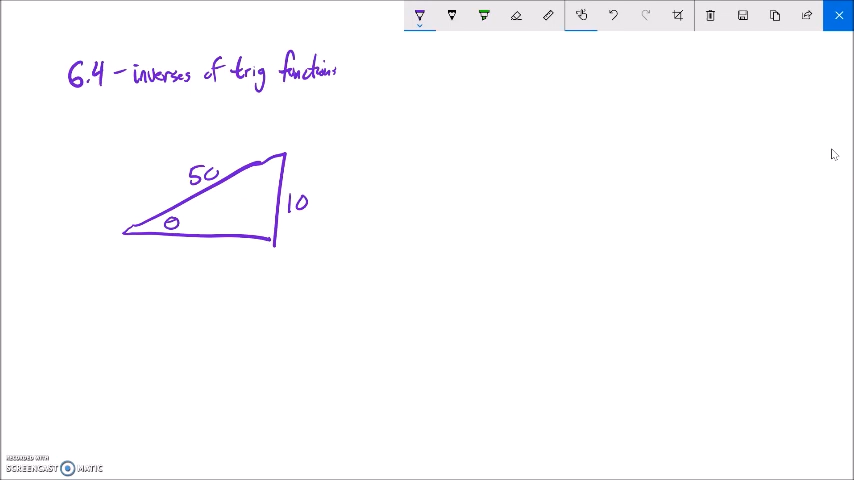 6.4 - inverses of trig functions
50
10
θ
RECORDED WITH
SCREENCAST MATIC